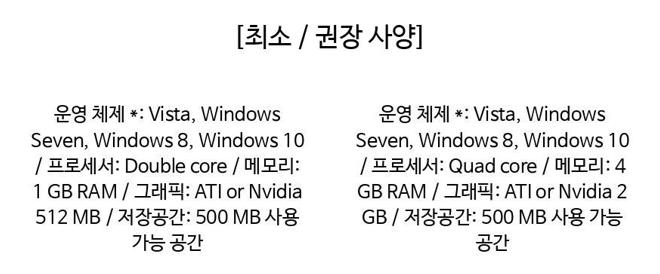 [최소 / 권장 사양]
운영 체제 *: Vista, Windows
Seven, Windows 8, Windows 10
/ 프로세서: Double core / 메모리:
1 GB RAM / 그래픽: ATI or Nvidia
512 MB / 저장공간: 500 MB 사용
가능 공간
운영 체제 *: Vista, Windows
Seven, Windows 8, Windows 10
/ 프로세서: Quad core / 메모리: 4
GB RAM / 그래픽: ATI or Nvidia 2
GB / 저장공간: 500 MB 사용 가능
공간